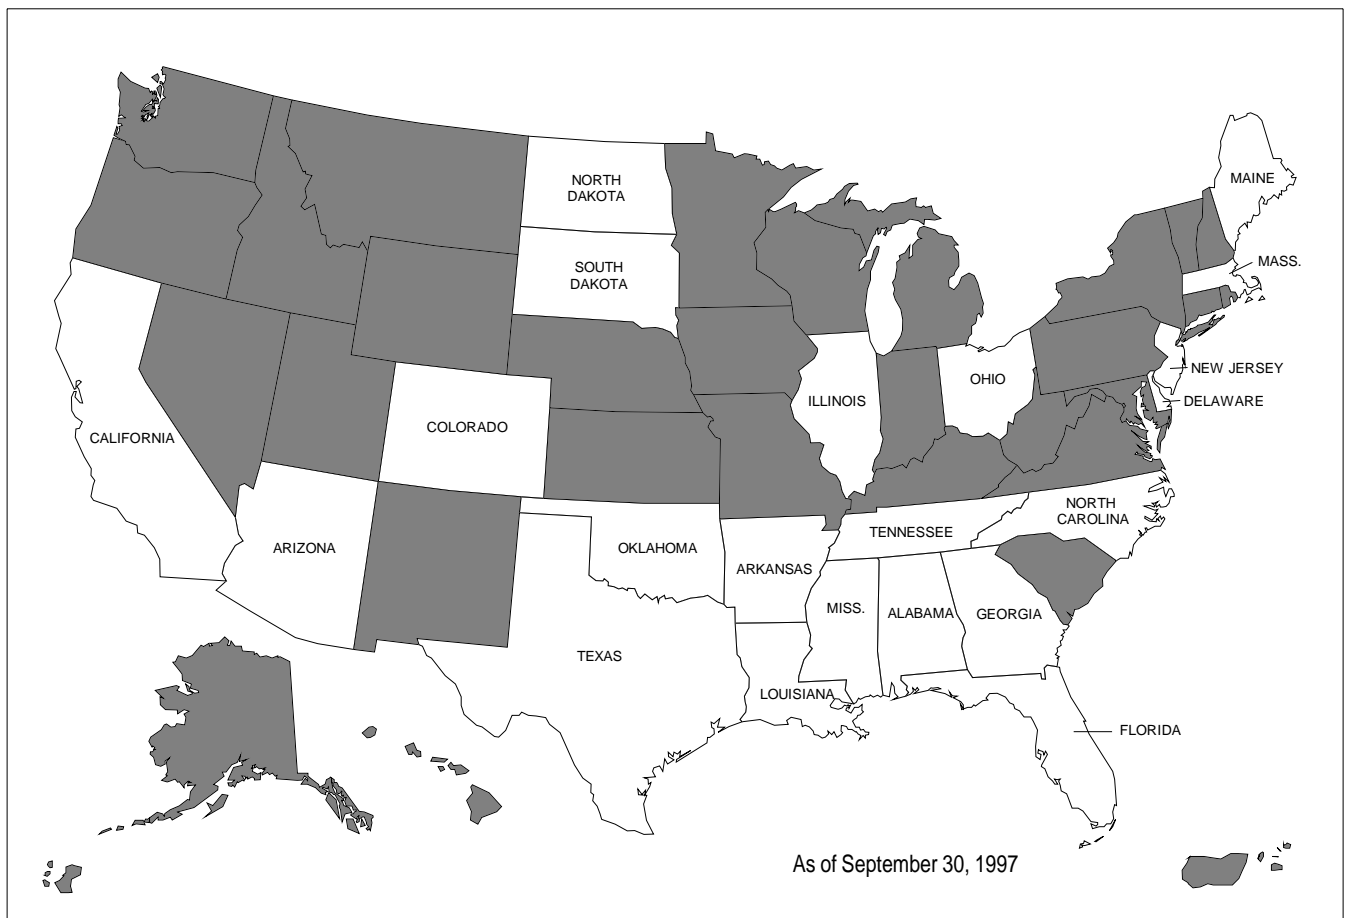 NORTH
DAKOTA
MAINE
SOUTH
DAKOTA
MASS.
NEW JERSEY
OHIO
ILLINOIS
DELAWARE
COLORADO
CALIFORNIA
NORTH
CAROLINA
TENNESSEE
ARIZONA
OKLAHOMA
ARKANSAS
MISS.
ALABAMA
GEORGIA
TEXAS
LOUISIANA
FLORIDA
As of September 30, 1997